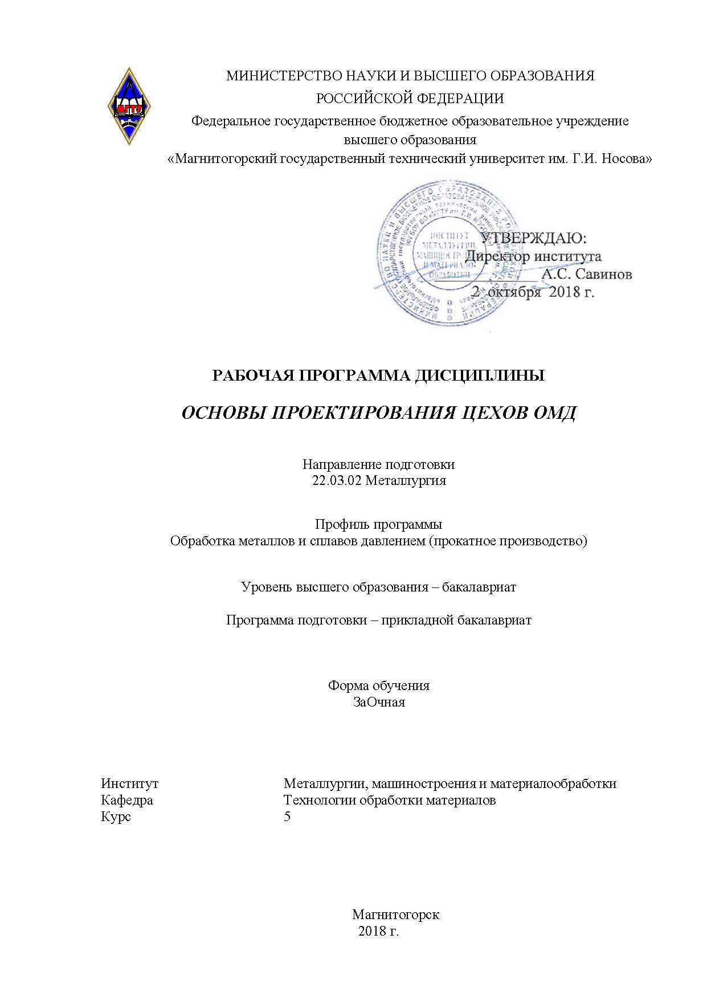 МГТУ
МИНИСТЕРСТВО НАУКИ И ВЫСШЕГО ОБРАЗОВАНИЯ
РОССИЙСКОЙ ФЕДЕРАЦИИ
Федеральное государственное бюджетное образовательное учреждение
высшего образования
«Магнитогорский государственный технический университет им. Г.И. Носова»
ИНСТИТУТ
МЕТАЛЛУРГИИ,
УТВЕРЖДАЮ:
Директор института
А.С. Савинов
2 октября 2018 г.
РАБОЧАЯ ПРОГРАММА ДИСЦИПЛИНЫ
ОСНОВЫ ПРОЕКТИРОВАНИЯ ЦЕХОВ ОМД
Направление подготовки
22.03.02 Металлургия
Профиль программы
Обработка металлов и сплавов давлением (прокатное производство)
Уровень высшего образования – бакалавриат
Программа подготовки – прикладной бакалавриат
Форма обучения
ЗаОчная
Институт Металлургии, машиностроения и материалообработки
Кафедра Технологии обработки материалов
Курс 5
Магнитогорск
2018 г.